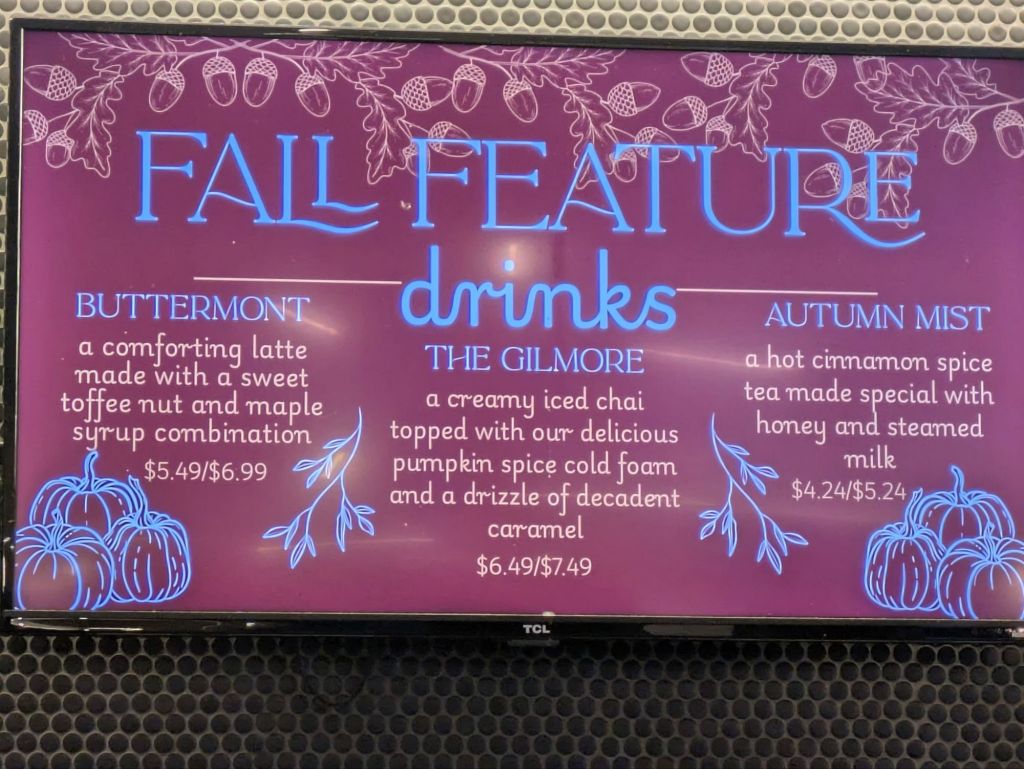 FALL FEATURE
drinks
BUTTERMONT
a comforting latte
made with a sweet
toffee nut and maple
syrup combination
$5.49/$6.99
THE GILMORE
a creamy iced chai
topped with our delicious
pumpkin spice cold foam
and a drizzle of decadent
caramel
$6.49/$7.49
AUTUMN MIST
a hot cinnamon spice
tea made special with
honey and steamed
milk
$4.24/$5.24
TCL